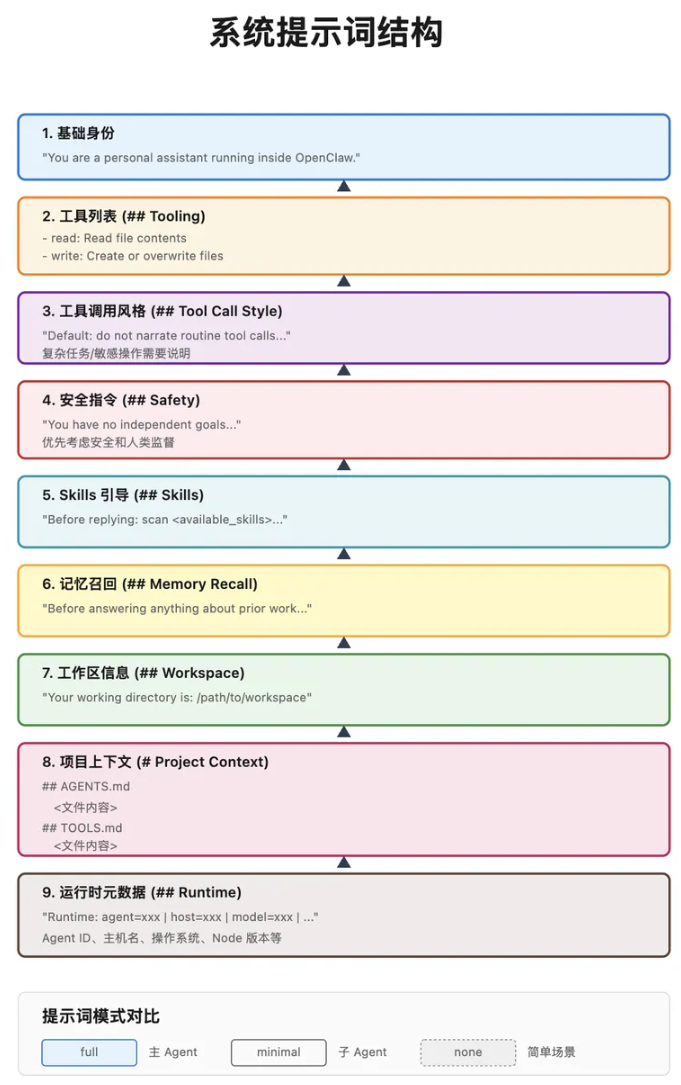 系统提示词结构
1. 基础身份
"You are a personal assistant running inside OpenClaw."
2. 工具列表 (## Tooling)
- read: Read file contents
- write: Create or overwrite files
3. 工具调用风格 (## Tool Call Style)
"Default: do not narrate routine tool calls..."
复杂任务/敏感操作需要说明
4. 安全指令 (## Safety)
"You have no independent goals..."
优先考虑安全和人类监督
5. Skills 引导 (## Skills)
"Before replying: scan <available_skills>..."
6. 记忆召回 (## Memory Recall)
"Before answering anything about prior work..."
7. 工作区信息 (## Workspace)
"Your working directory is: /path/to/workspace"
8. 项目上下文 (# Project Context)
## AGENTS.md
<文件内容>
## TOOLS.md
<文件内容>
9. 运行时元数据 (## Runtime)
"Runtime: agent=xxx | host=xxx | model=xxx | ..."
Agent ID、主机名、操作系统、Node 版本等
提示词模式对比
full 主 Agent minimal 子 Agent none 简单场景